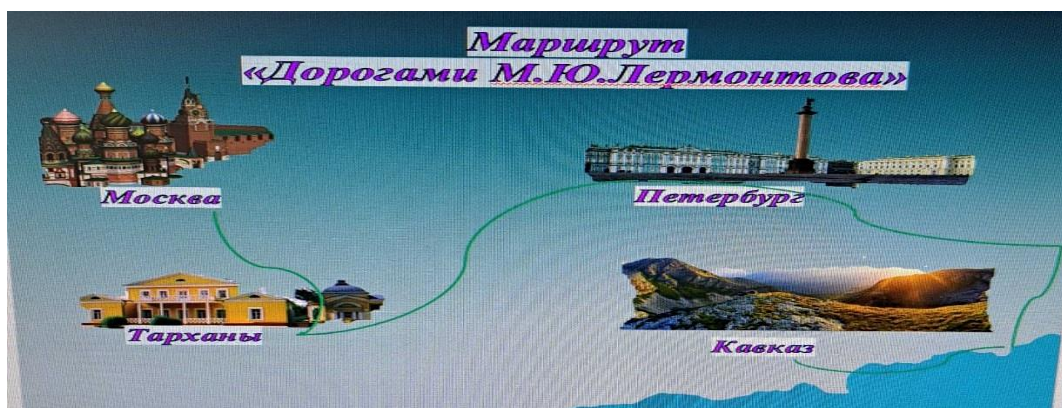 Маршрут
«Дорогами М.Ю.Лермонтова»
Москва
Петербург
Тарханы
Кавказ